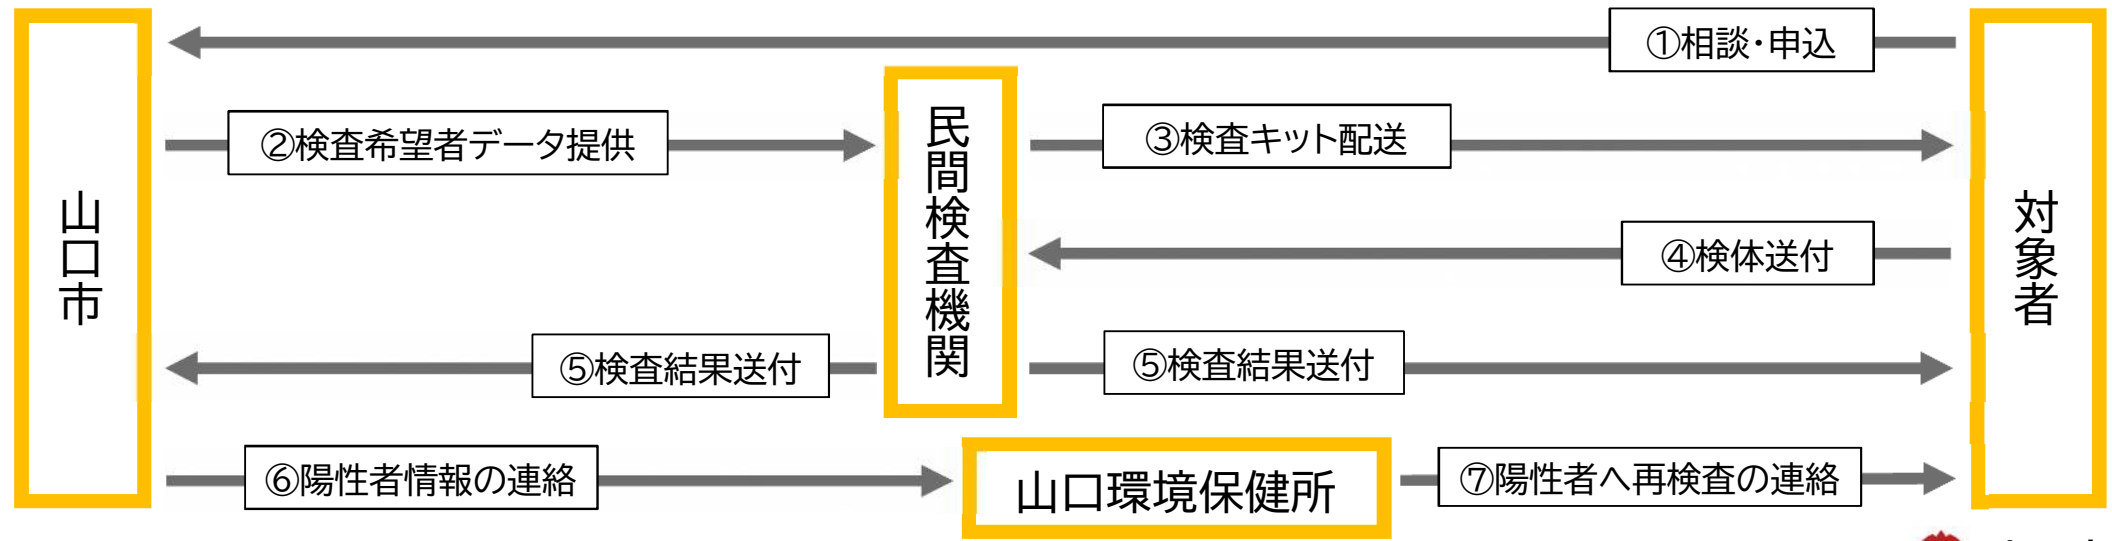 ①相談・申込
②検査希望者データ提供
③検査キット配送
山口市
民間検査機関
対象者
④検体送付
⑤検査結果送付
⑤検査結果送付
⑥陽性者情報の連絡
山口環境保健所
⑦陽性者へ再検査の連絡